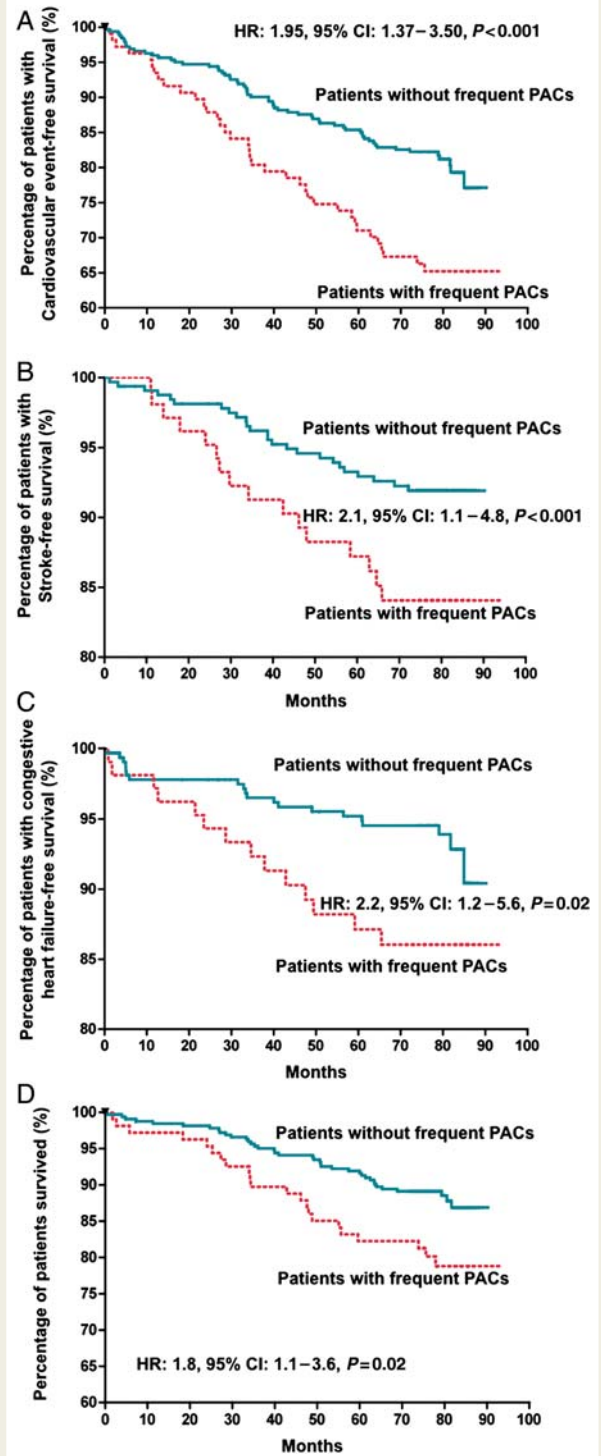 A
Percentage of patients with
Cardiovascular event-free survival (%)
HR: 1.95, 95% CI: 1.37–3.50, P<0.001
Patients without frequent PACs
Patients with frequent PACs
100
95
90
85
80
75
70
65
60
0 10 20 30 40 50 60 70 80 90 100
B
Percentage of patients with
Stroke-free survival (%)
Patients without frequent PACs
HR: 2.1, 95% CI: 1.1–4.8, P<0.001
Patients with frequent PACs
100
95
90
85
80
0 10 20 30 40 50 60 70 80 90 100
Months
C
Percentage of patients with congestive
heart failure-free survival (%)
Patients without frequent PACs
HR: 2.2, 95% CI: 1.2–5.6, P=0.02
Patients with frequent PACs
100
95
90
85
80
0 10 20 30 40 50 60 70 80 90 100
Months
D
Percentage of patients survived (%)
Patients without frequent PACs
Patients with frequent PACs
HR: 1.8, 95% CI: 1.1–3.6, P=0.02
100
95
90
85
80
75
70
65
60
0 10 20 30 40 50 60 70 80 90 100
Months